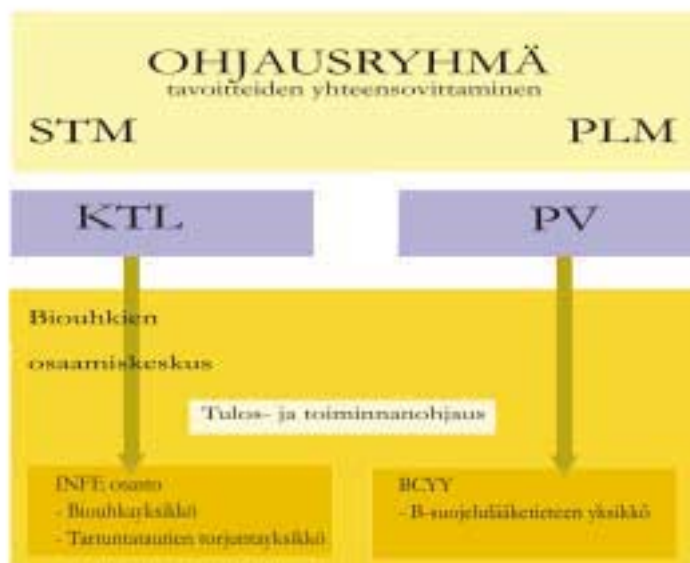 OHJAUSRYHMÄ
tavoitteiden yhteensovittaminen
STM PLM
KTL PV
Biouhkien
osaamiskeskus
Tulos- ja toiminnanohjaus
INFE osasto
- Biouhkayksikkö
- Tartuntatautien torjuntayksikkö
BCYY
- B-suojelulääketieteen yksikkö